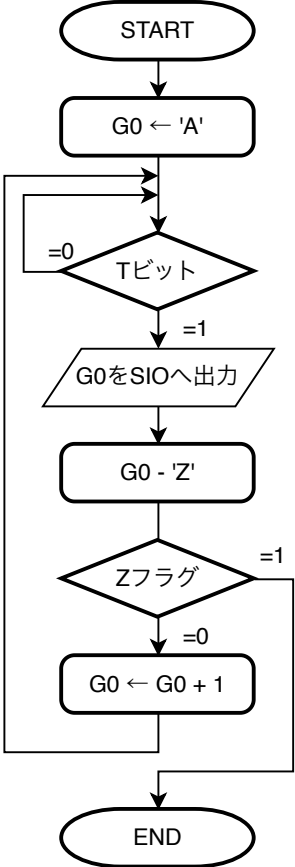 START
G0 ← 'A'
=0
Tビット
=1
G0をSIOへ出力
G0 - 'Z'
=1
Zフラグ
=0
G0 ← G0 + 1
END